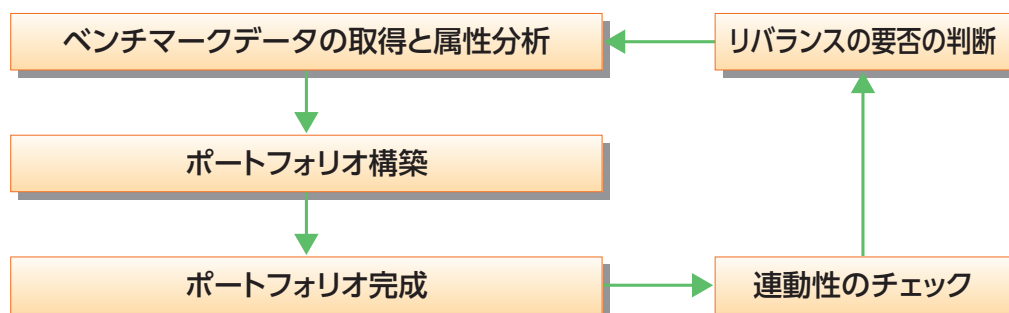 ベンチマークデータの取得と属性分析
リバランスの要否の判断
ポートフォリオ構築
ポートフォリオ完成
連動性のチェック